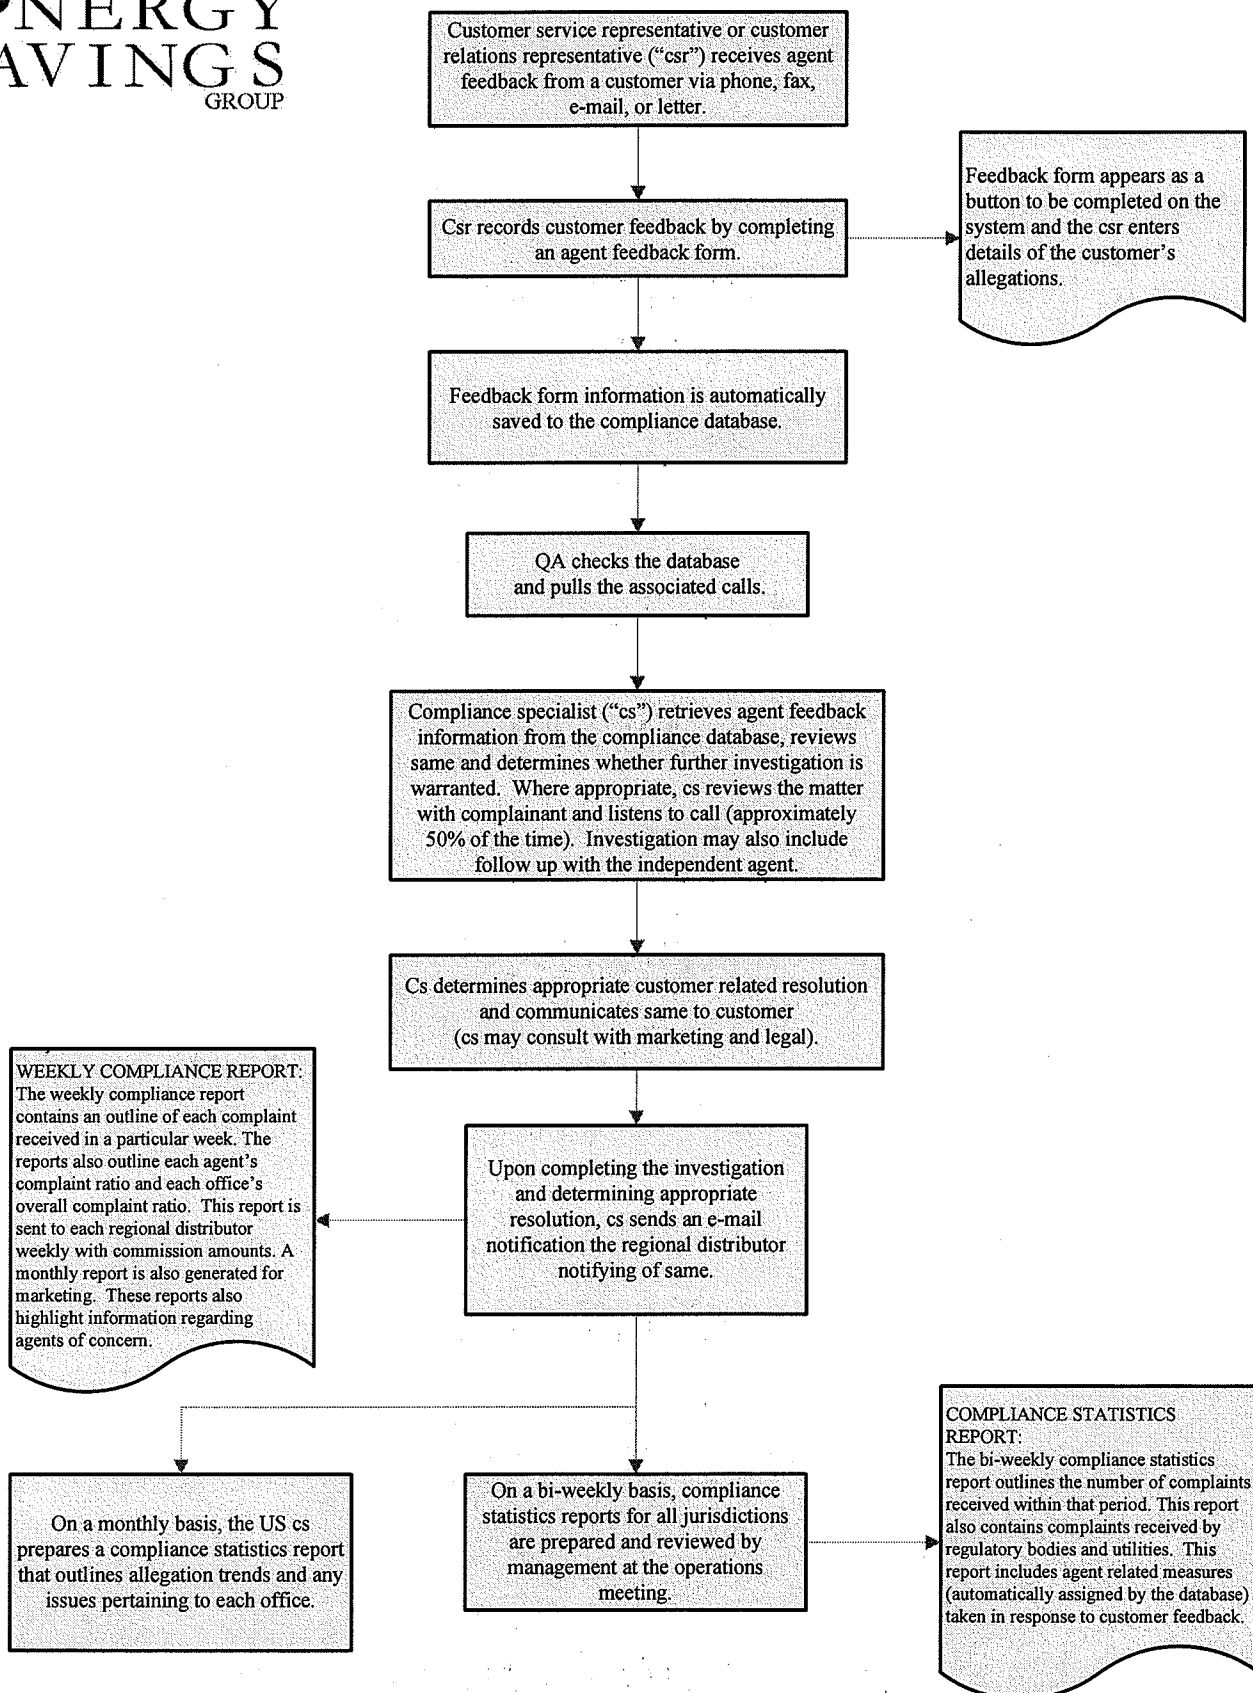 NERGY
AVINGS
GROUP
Customer service representative or customer
relations representative (“csr”) receives agent
feedback from a customer via phone, fax,
e-mail, or letter.
Csr records customer feedback by completing
an agent feedback form.
Feedback form appears as a
button to be completed on the
system and the csr enters
details of the customer’s
allegations.
Feedback form information is automatically
saved to the compliance database.
QA checks the database
and pulls the associated calls.
Compliance specialist (“cs”) retrieves agent feedback
information from the compliance database, reviews
same and determines whether further investigation is
warranted.  Where appropriate, cs reviews the matter
with complainant and listens to call (approximately
50% of the time).  Investigation may also include
follow up with the independent agent.
Cs determines appropriate customer related resolution
and communicates same to customer
(cs may consult with marketing and legal).
WEEKLY COMPLIANCE REPORT:
The weekly compliance report
contains an outline of each complaint
received in a particular week. The
reports also outline each agent’s
complaint ratio and each office’s
overall complaint ratio.  This report is
sent to each regional distributor
weekly with commission amounts. A
monthly report is also generated for
marketing.  These reports also
highlight information regarding
agents of concern.
Upon completing the investigation
and determining appropriate
resolution, cs sends an e-mail
notification the regional distributor
notifying of same.
On a monthly basis, the US cs
prepares a compliance statistics report
that outlines allegation trends and any
issues pertaining to each office.
On a bi-weekly basis, compliance
statistics reports for all jurisdictions
are prepared and reviewed by
management at the operations
meeting.
COMPLIANCE STATISTICS
REPORT:
The bi-weekly compliance statistics
report outlines the number of complaints
received within that period. This report
also contains complaints received by
regulatory bodies and utilities.  This
report includes agent related measures
(automatically assigned by the database)
taken in response to customer feedback.